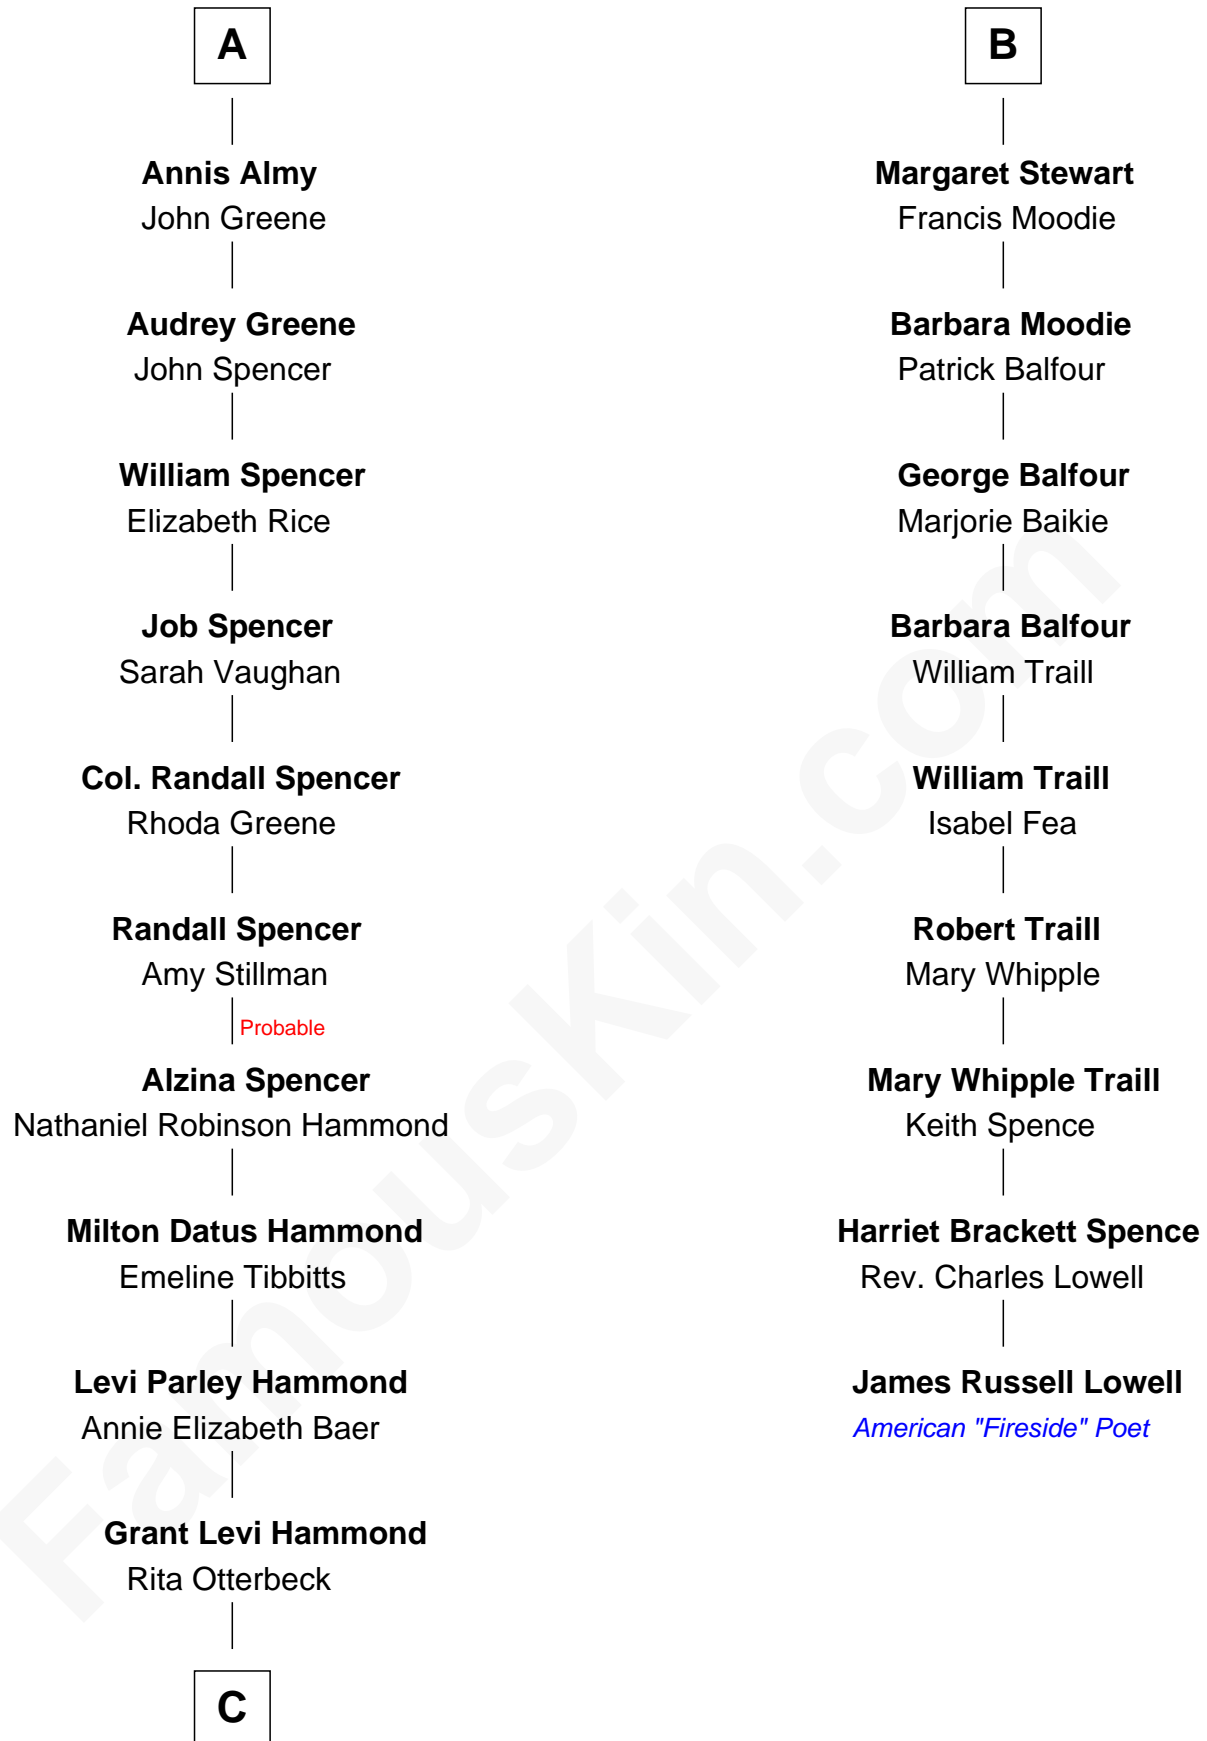 A
Annis Almy
John Greene
Audrey Greene
John Spencer
William Spencer
Elizabeth Rice
Job Spencer
Sarah Vaughan
Col. Randall Spencer
Rhoda Greene
Randall Spencer
Amy Stillman
Probable
Alzina Spencer
Nathaniel Robinson Hammond
Milton Datus Hammond
Emeline Tibbitts
Levi Parley Hammond
Annie Elizabeth Baer
Grant Levi Hammond
Rita Otterbeck
C
B
Margaret Stewart
Francis Moodie
Barbara Moodie
Patrick Balfour
George Balfour
Marjorie Baikie
Barbara Balfour
William Traill
William Traill
Isabel Fea
Robert Traill
Mary Whipple
Mary Whipple Traill
Keith Spence
Harriet Brackett Spence
Rev. Charles Lowell
James Russell Lowell
American "Fireside" Poet
FamousKin.com